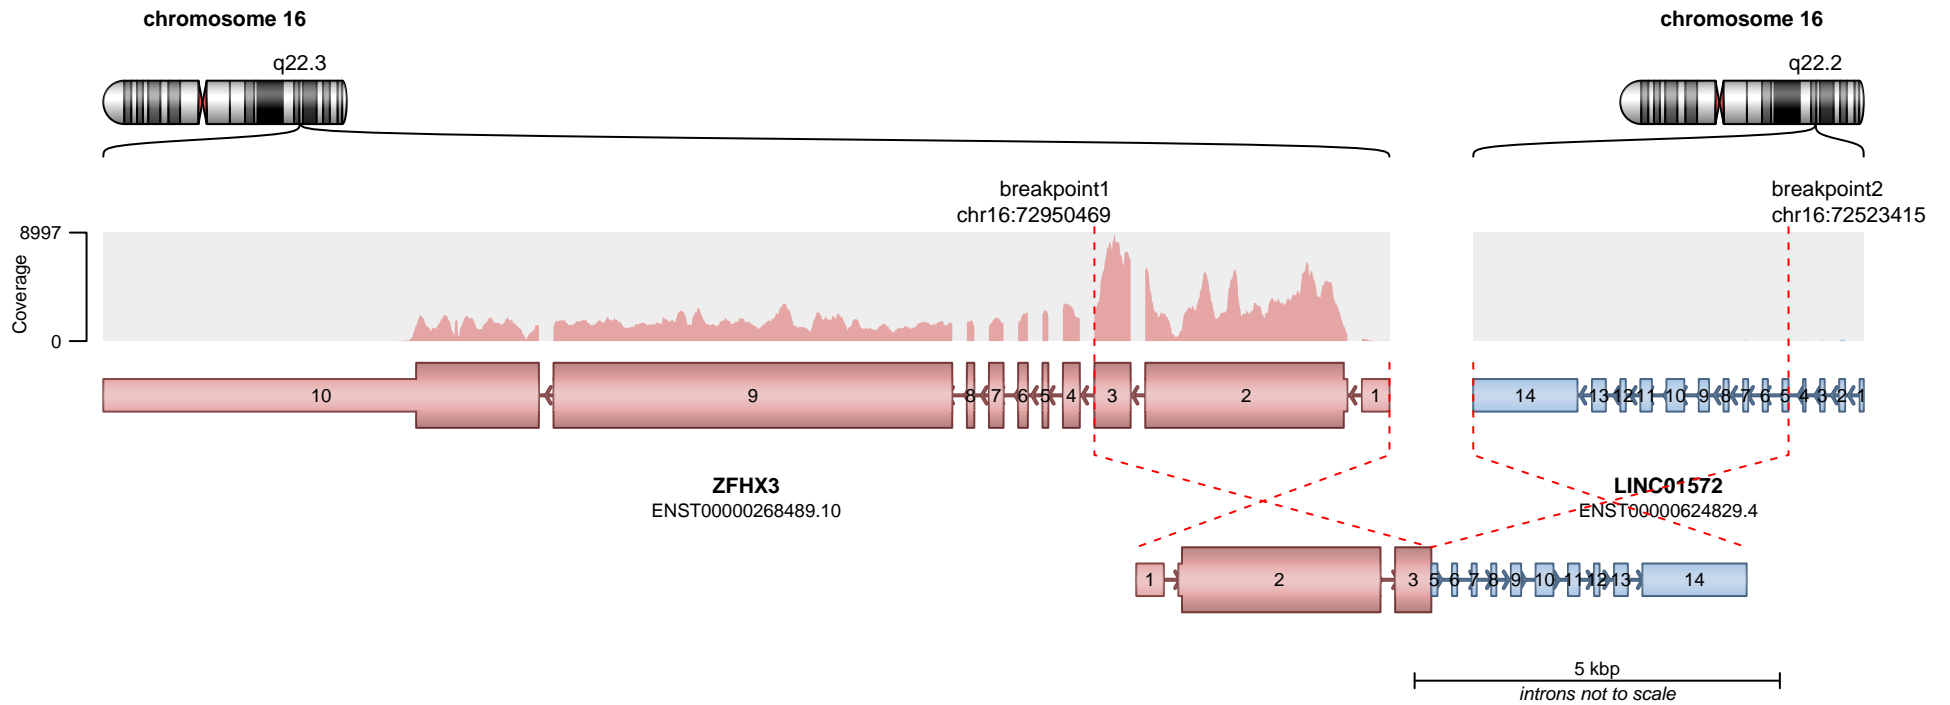 chromosome 16
chromosome 16
q22.3
q22.2
breakpoint1
chr16:72950469
breakpoint2
chr16:72523415
8997
0
Coverage
10 9 8 7 6 5 4 3 2 1
14 13 12 11 10 9 8 7 6 5 4 3 2 1
ZFHX3
ENST00000268489.10
LINC01572
ENST00000624829.4
1 2 3 5 6 7 8 9 10 11 12 13 14
5 kbp
introns not to scale